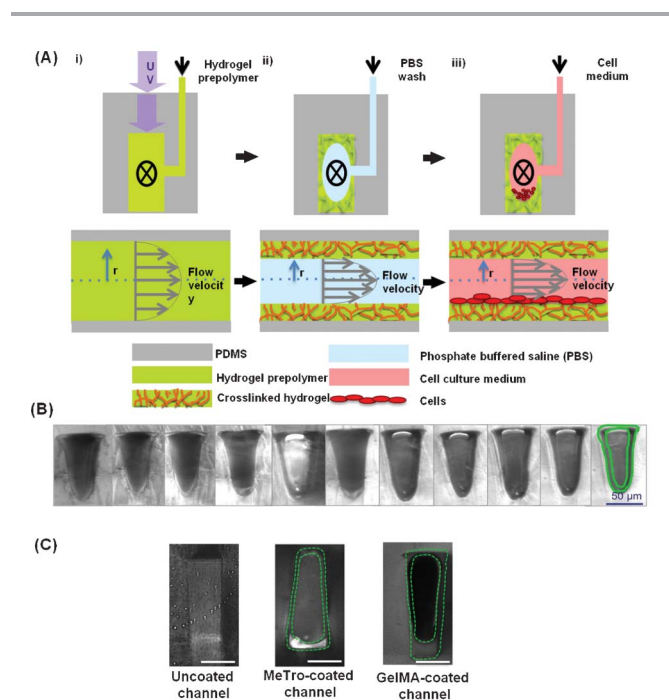 (A)
i)
UV
Hydrogel
prepolymer
ii)
PBS
wash
iii)
Cell
medium
r
Flow
velocit
y
r
Flow
velocity
r
Flow
velocity
PDMS
Hydrogel prepolymer
Crosslinked hydrogel
Phosphate buffered saline (PBS)
Cell culture medium
Cells
(B)
50 µm
(C)
Uncoated
channel
MeTro-coated
channel
GelMA-coated
channel